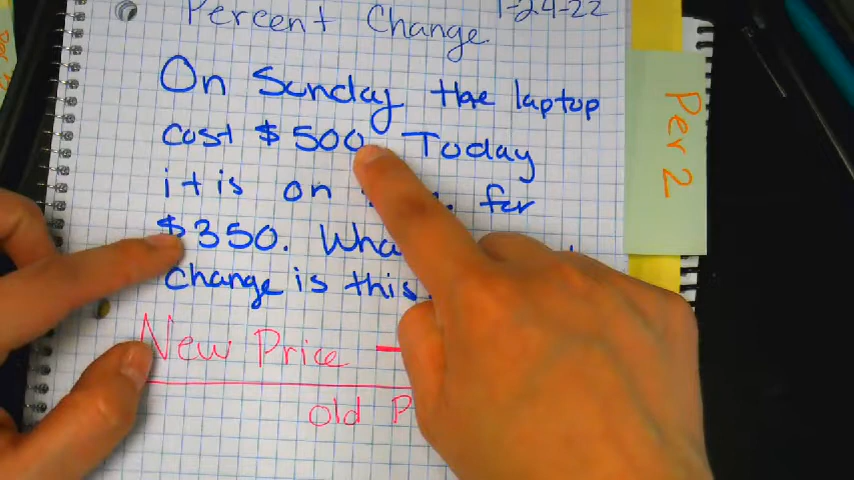 Percent Change 1-24-22
On Sunday the laptop
cost $500. Today
it is on for
$350.
change is this.
New Price -
old
Per 2